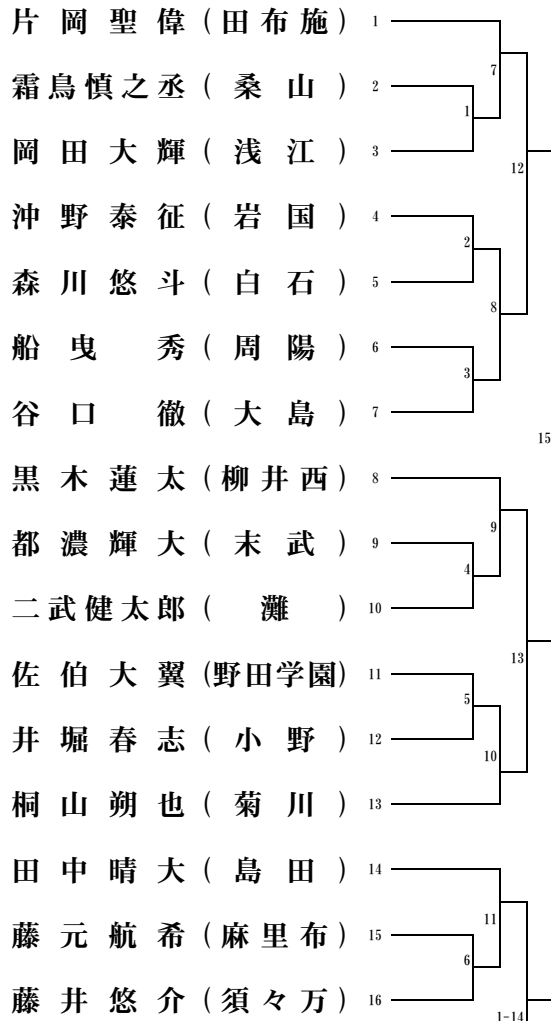 片岡聖偉(田布施) 1
霜鳥慎之丞(桑山) 2
岡田大輝(浅江) 3
沖野泰征(岩国) 4
森川悠斗(白石) 5
船曳秀(周陽) 6
谷口徹(大島) 7
黒木蓮太(柳井西) 8
都濃輝大(末武) 9
二武健太郎(灘) 10
佐伯大翼(野田学園) 11
井堀春志(小野) 12
桐山朔也(菊川) 13
田中晴大(島田) 14
藤元航希(麻里布) 15
藤井悠介(須々万) 16
7
1
12
2
8
3
15
9
4
13
5
10
11
6
1-14